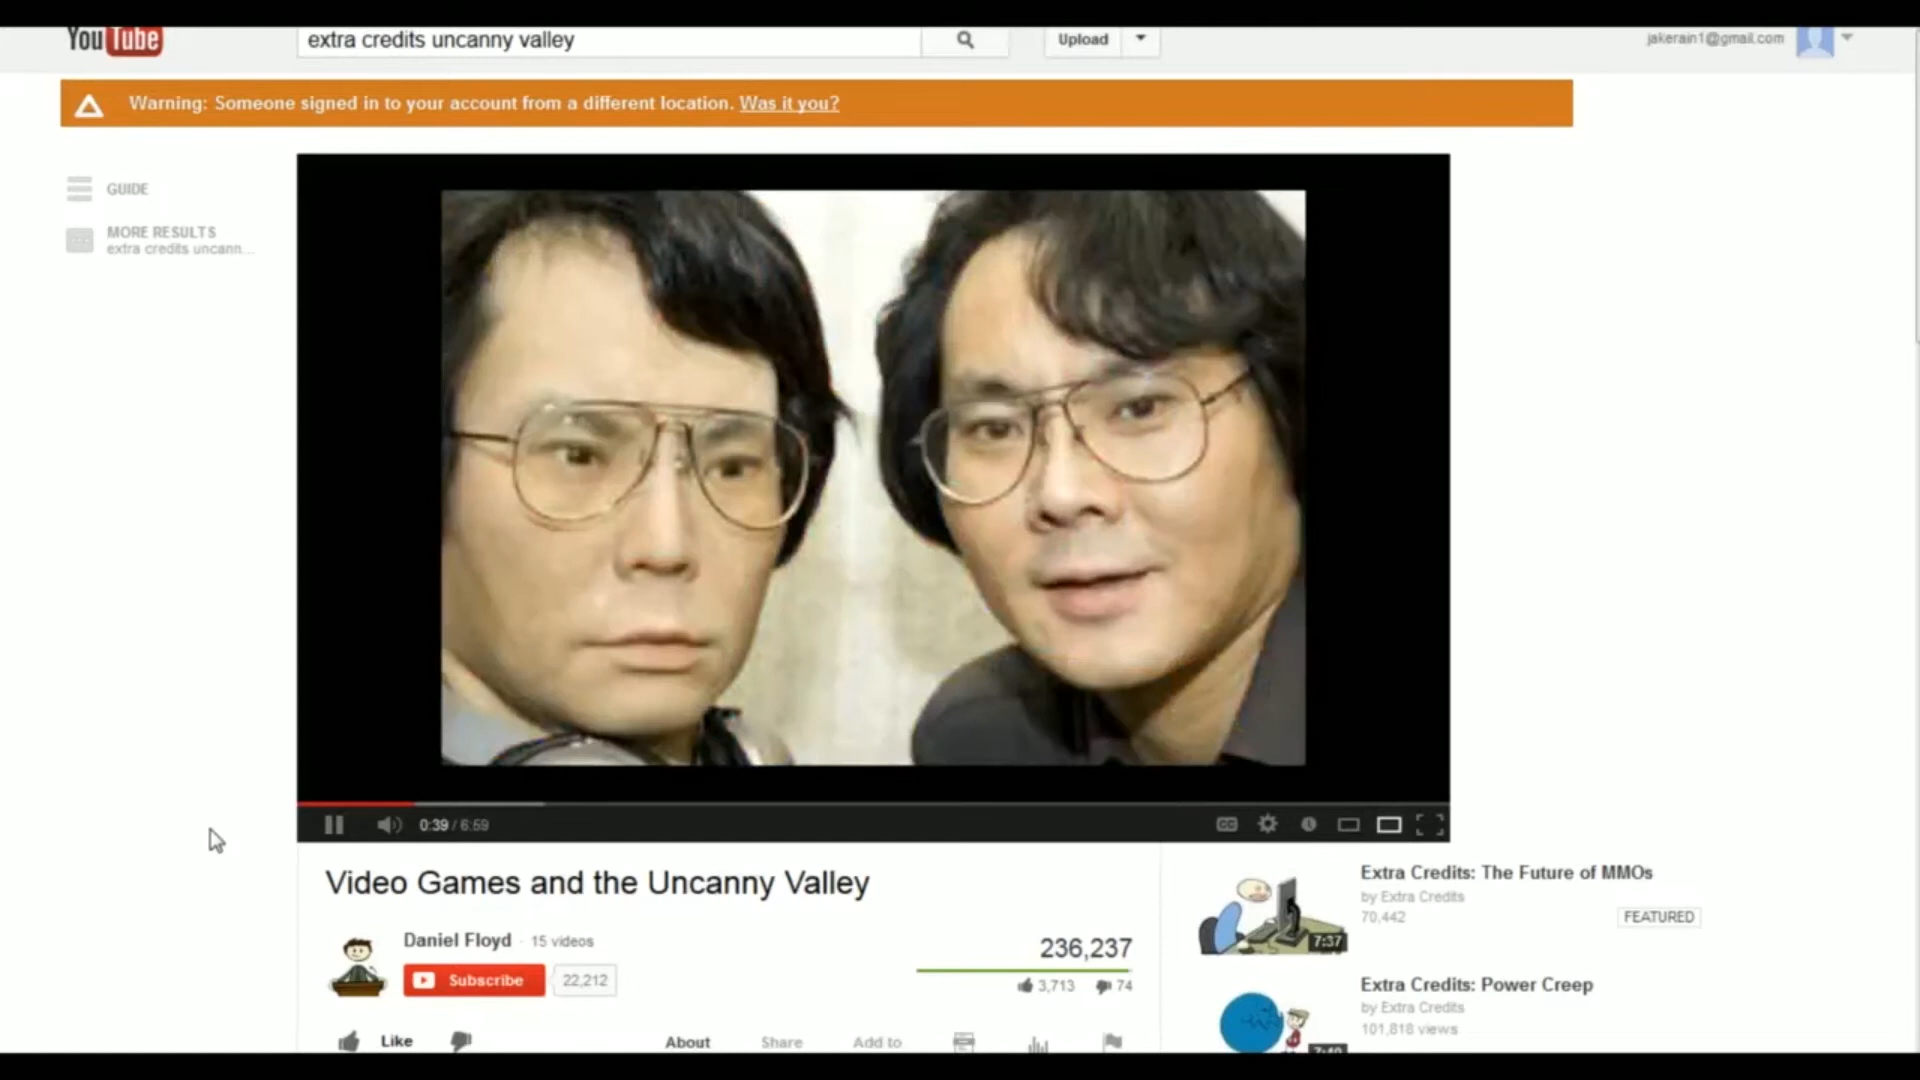 YouTube
extra credits uncanny valley
Upload
jakerain1@gmail.com
Warning: Someone signed in to your account from a different location. Was it you?
GUIDE
MORE RESULTS
extra credits uncann...
0:39 / 6:59
CC
Video Games and the Uncanny Valley
Daniel Floyd · 15 videos
Subscribe
22,212
236,237
3,713
74
Like
About
Share
Add to
Extra Credits: The Future of MMOs
by Extra Credits
70,442
FEATURED
7:37
Extra Credits: Power Creep
by Extra Credits
101,818 views